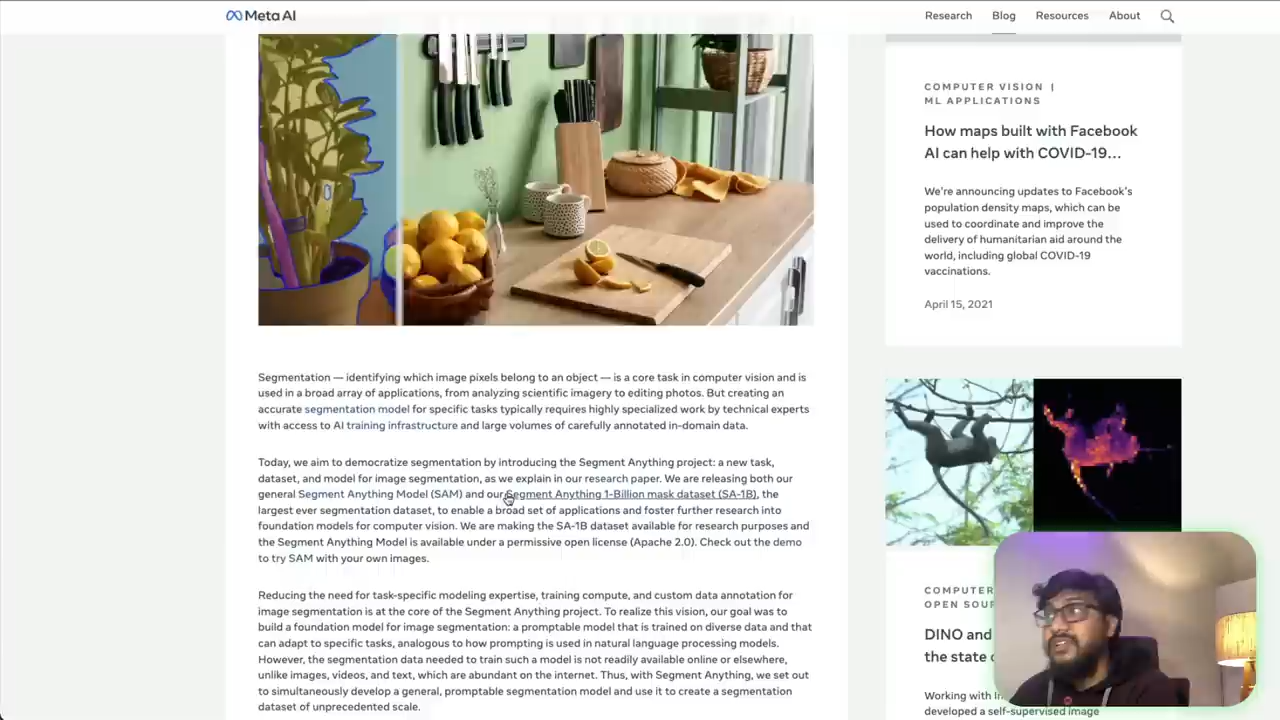 Meta AI
Research
Blog
Resources
About
Segmentation — identifying which image pixels belong to an object — is a core task in computer vision and is
used in a broad array of applications, from analyzing scientific imagery to editing photos. But creating an
accurate segmentation model for specific tasks typically requires highly specialized work by technical experts
with access to AI training infrastructure and large volumes of carefully annotated in-domain data.
Today, we aim to democratize segmentation by introducing the Segment Anything project: a new task,
dataset, and model for image segmentation, as we explain in our research paper. We are releasing both our
general Segment Anything Model (SAM) and our Segment Anything 1-Billion mask dataset (SA-1B), the
largest ever segmentation dataset, to enable a broad set of applications and foster further research into
foundation models for computer vision. We are making the SA-1B dataset available for research purposes and
the Segment Anything Model is available under a permissive open license (Apache 2.0). Check out the demo
to try SAM with your own images.
Reducing the need for task-specific modeling expertise, training compute, and custom data annotation for
image segmentation is at the core of the Segment Anything project. To realize this vision, our goal was to
build a foundation model for image segmentation: a promptable model that is trained on diverse data and that
can adapt to specific tasks, analogous to how prompting is used in natural language processing models.
However, the segmentation data needed to train such a model is not readily available online or elsewhere,
unlike images, videos, and text, which are abundant on the internet. Thus, with Segment Anything, we set out
to simultaneously develop a general, promptable segmentation model and use it to create a segmentation
dataset of unprecedented scale.
COMPUTER VISION |
ML APPLICATIONS
How maps built with Facebook
AI can help with COVID-19...
We're announcing updates to Facebook's
population density maps, which can be
used to coordinate and improve the
delivery of humanitarian aid around the
world, including global COVID-19
vaccinations.
April 15, 2021
COMPUTER
OPEN
DINO and
the state
Working with
developed a self-supervised image